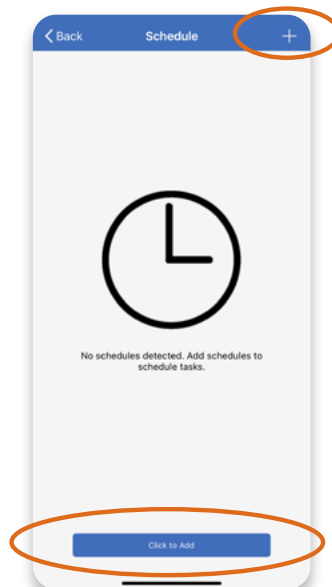 Back Schedule +
No schedules detected. Add schedules to
schedule tasks.
Click to Add